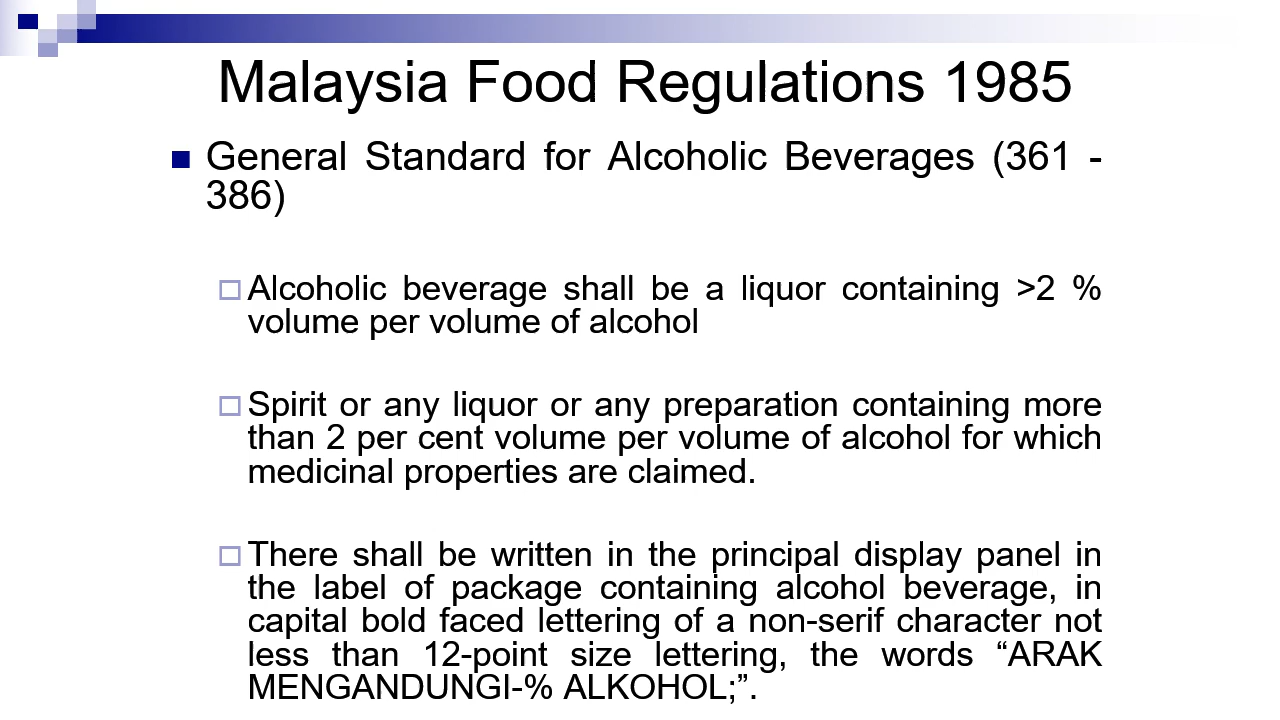 Malaysia Food Regulations 1985
General Standard for Alcoholic Beverages (361 -
386)
Alcoholic beverage shall be a liquor containing >2 %
volume per volume of alcohol
Spirit or any liquor or any preparation containing more
than 2 per cent volume per volume of alcohol for which
medicinal properties are claimed.
There shall be written in the principal display panel in
the label of package containing alcohol beverage, in
capital bold faced lettering of a non-serif character not
less than 12-point size lettering, the words “ARAK
MENGANDUNGI-% ALKOHOL;”.